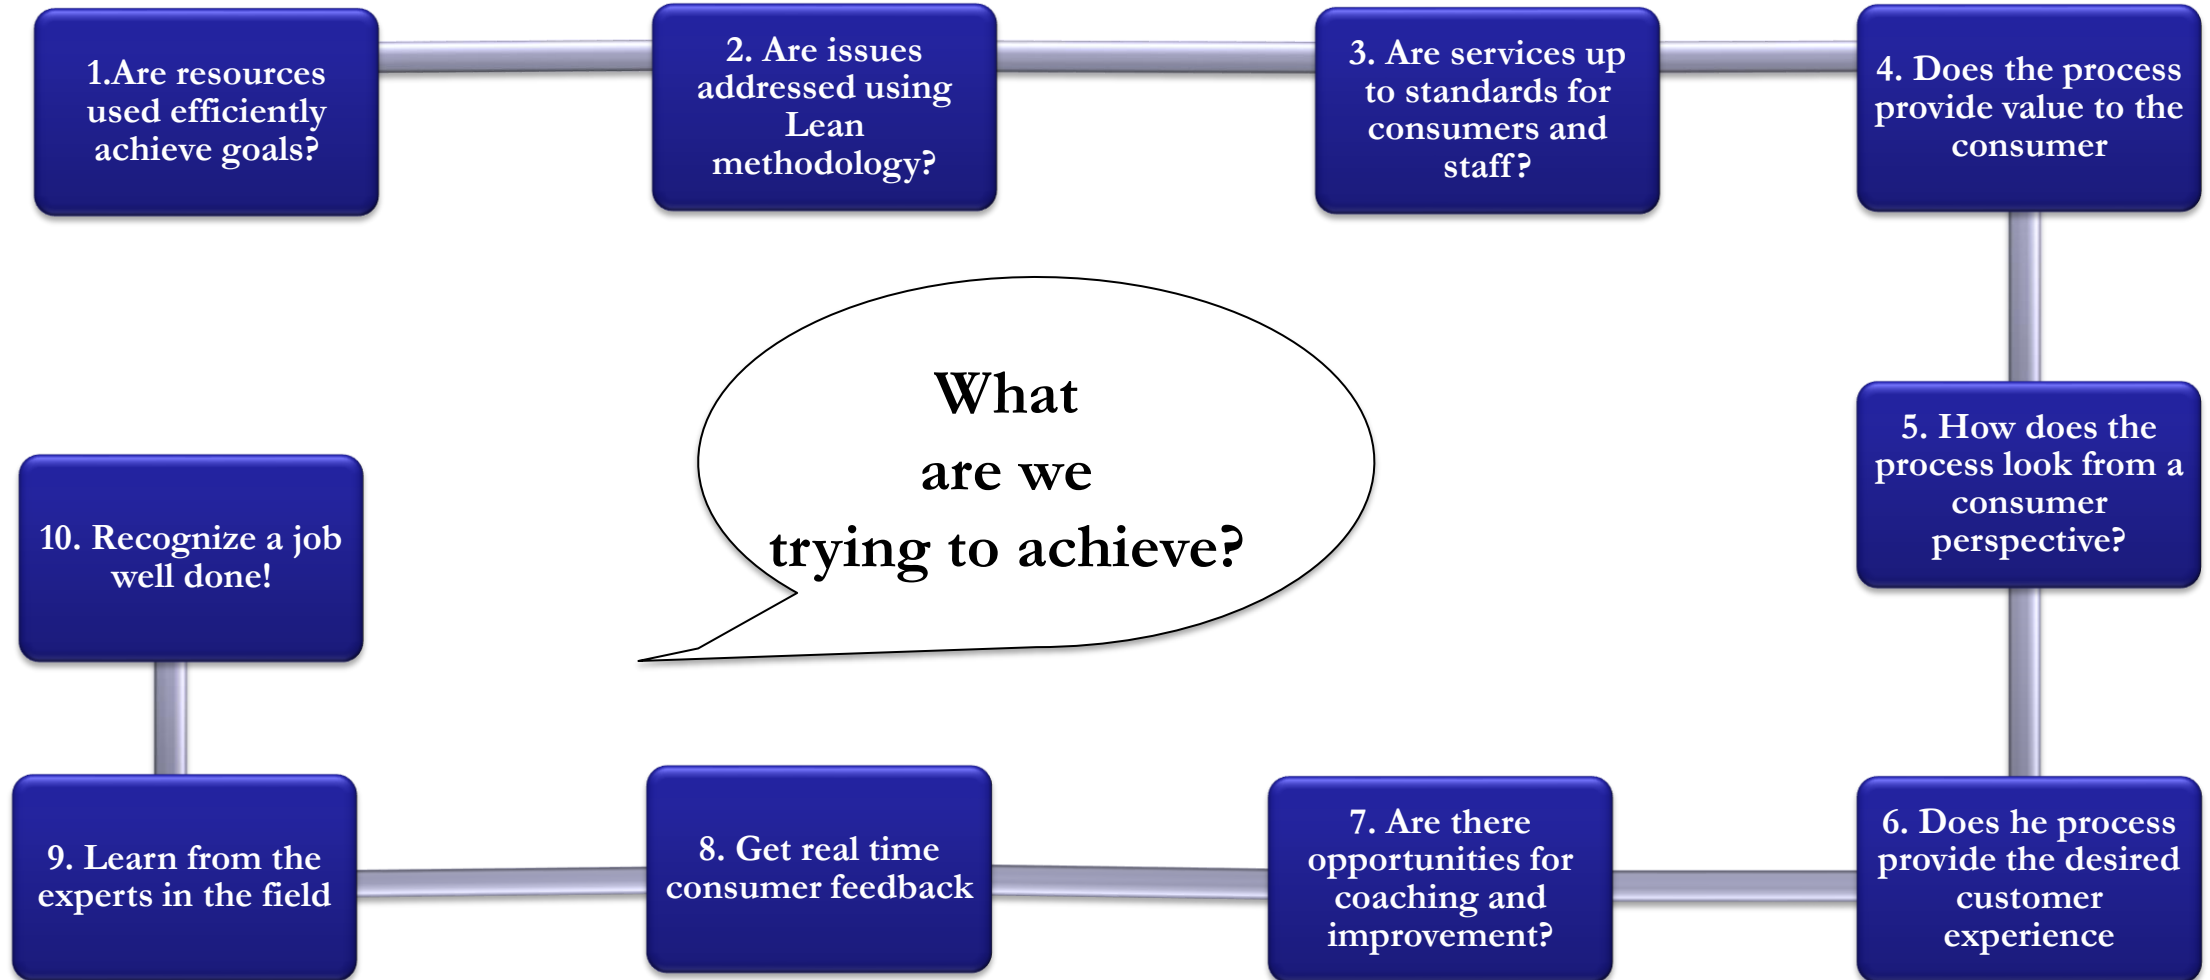 1.Are resources
used efficiently
achieve goals?
2. Are issues
addressed using
Lean
methodology?
3. Are services up
to standards for
consumers and
staff?
4. Does the process
provide value to the
consumer
5. How does the
process look from a
consumer
perspective?
What
are we
trying to achieve?
6. Does he process
provide the desired
customer
experience
7. Are there
opportunities for
coaching and
improvement?
8. Get real time
consumer feedback
9. Learn from the
experts in the field
10. Recognize a job
well done!